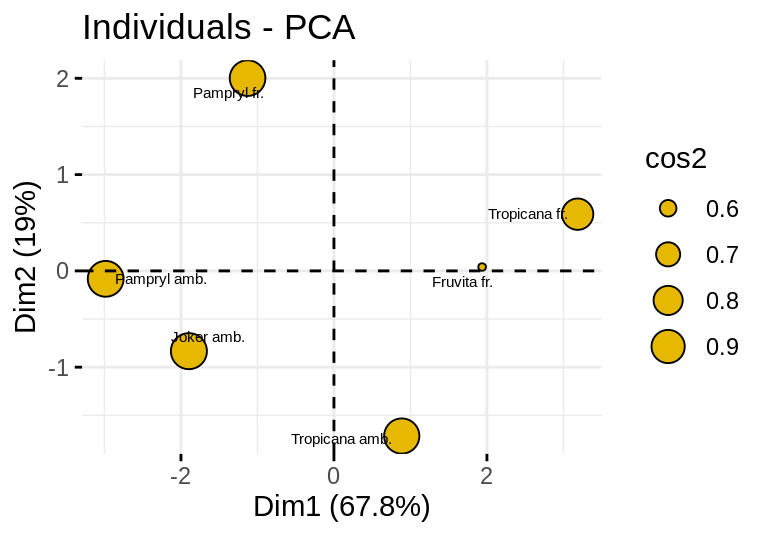 Individuals - PCA
Dim2 (19%)
2
1
0
-1
Pampryl fr.
Tropicana fr.
Fruvita fr.
Pampryl amb.
Joker amb.
Tropicana amb.
-2
0
2
Dim1 (67.8%)
cos2
0.6
0.7
0.8
0.9